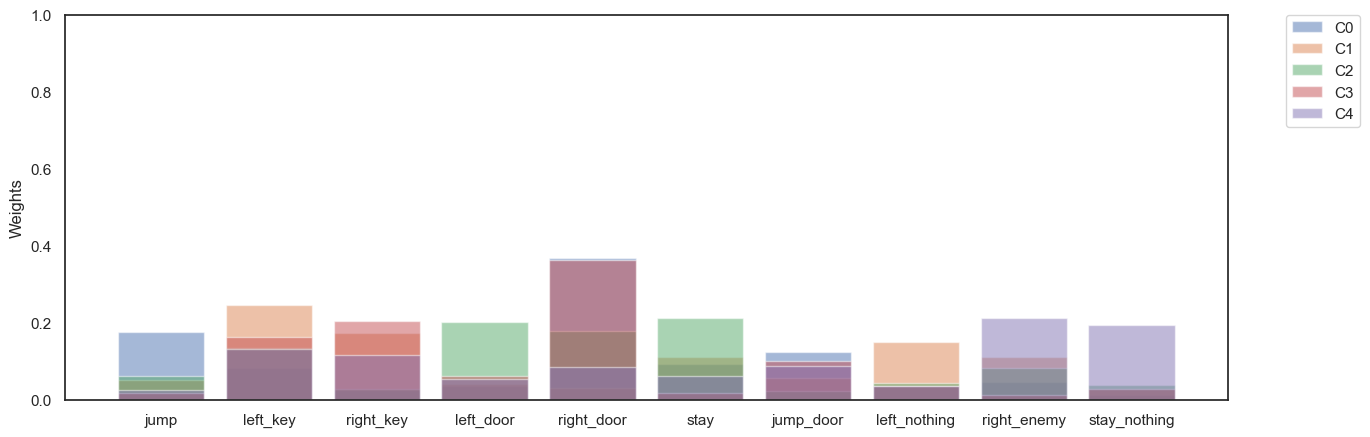 1.0
0.8
0.6
0.4
0.2
0.0
Weights
jump left_key right_key left_door right_door stay jump_door left_nothing right_enemy stay_nothing
C0
C1
C2
C3
C4